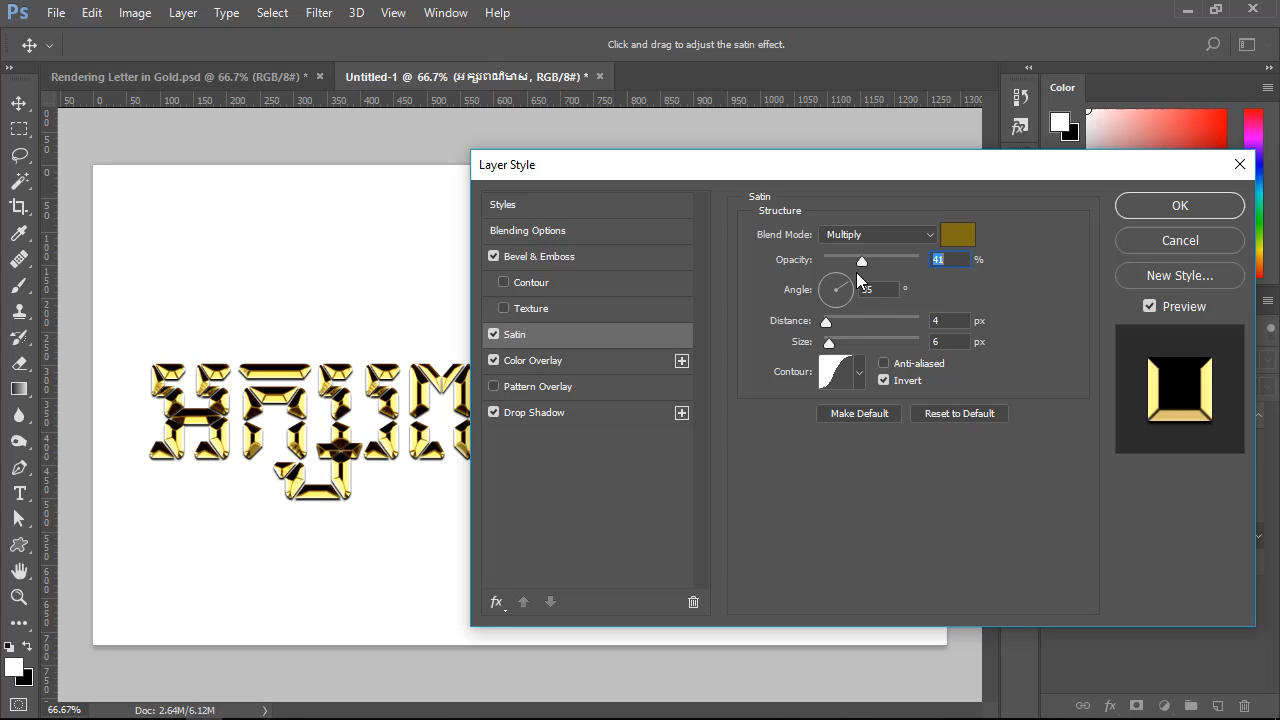 Ps File Edit Image Layer Type Select Filter 3D View Window Help
Click and drag to adjust the satin effect.
Rendering Letter in Gold.psd @ 66.7% (RGB/8#) * × Untitled-1 @ 66.7% (អក្សរពណ៌មាស, RGB/8#) * ×
Color
50 0 50 100 150 200 250 300 350 400 450 500 550 600 650 700 750 800 850 900 950 1000 1050 1100 1150 1200 1250 1300
Layer Style
Styles
Blending Options
Bevel & Emboss
Contour
Texture
Satin
Color Overlay
Pattern Overlay
Drop Shadow
fx
Satin
Structure
Blend Mode: Multiply
Opacity: 41 %
Angle: 35 °
Distance: 4 px
Size: 6 px
Contour: Anti-aliased
Invert
Make Default Reset to Default
OK
Cancel
New Style...
Preview
66.67% Doc: 2.64M/6.12M